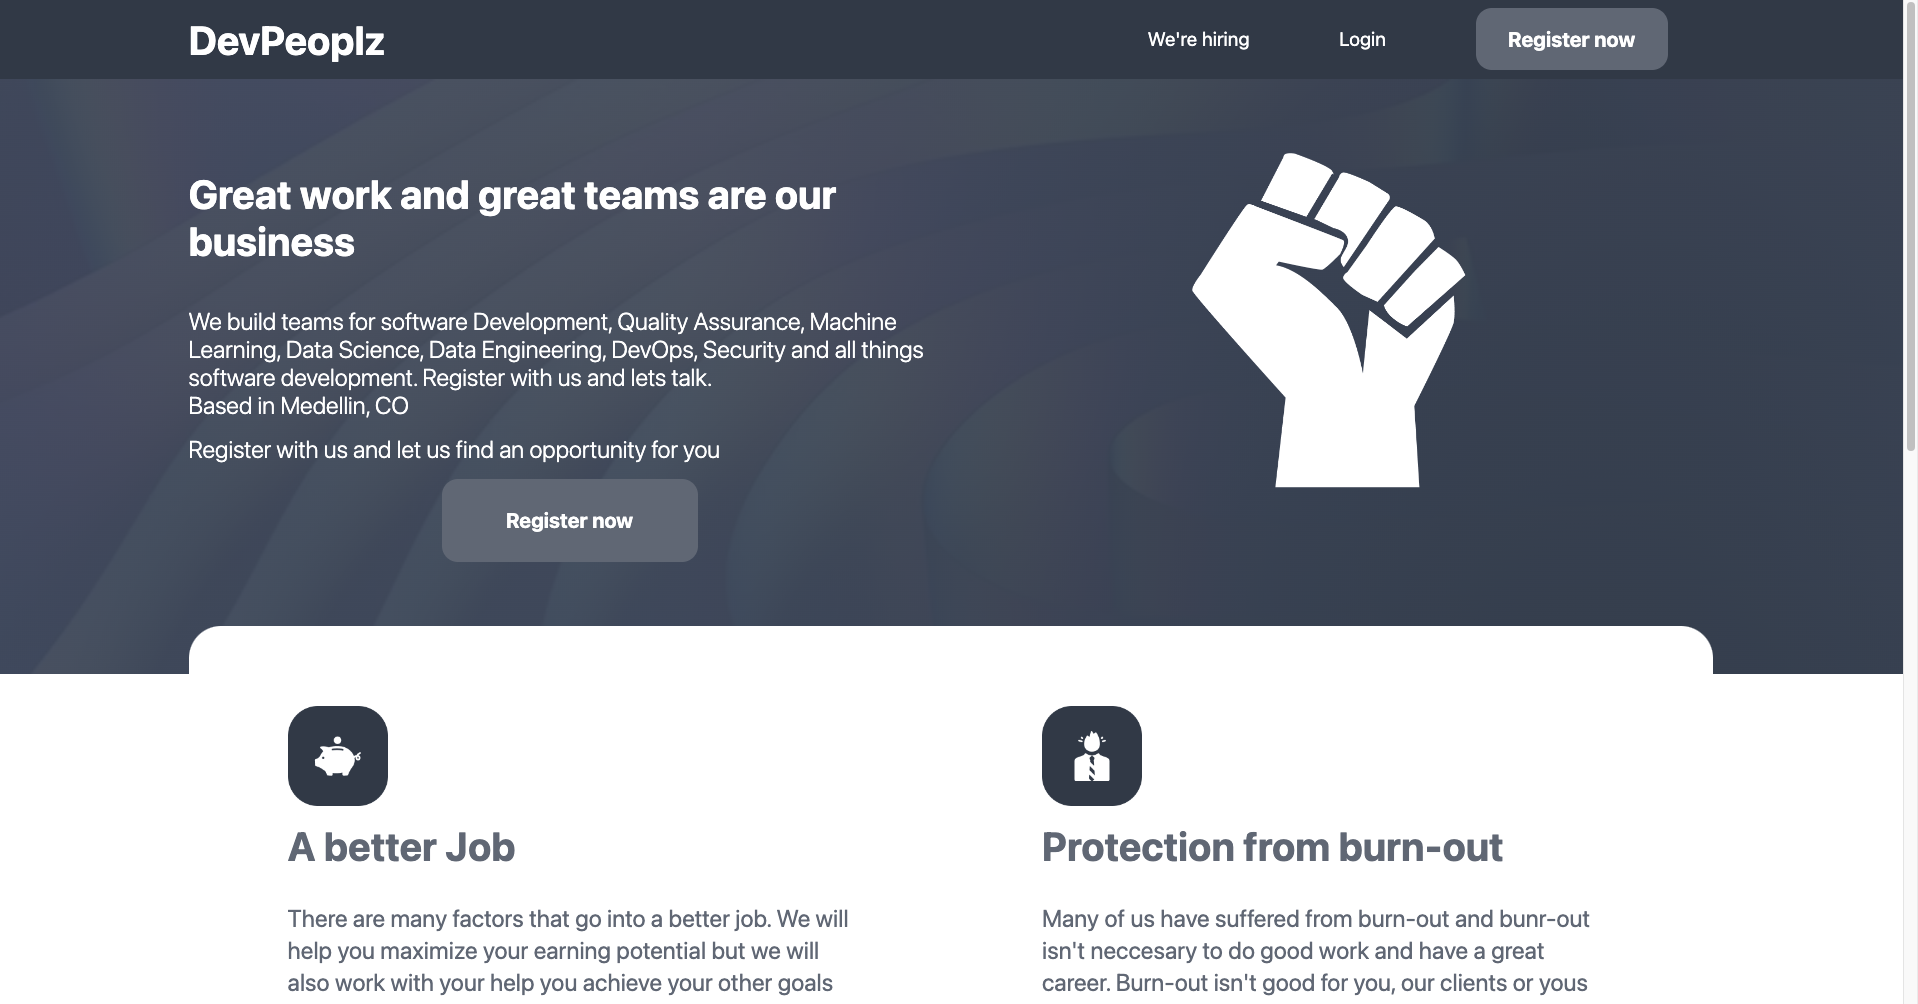 DevPeoplz
We're hiring
Login
Register now
Great work and great teams are our
business
We build teams for software Development, Quality Assurance, Machine
Learning, Data Science, Data Engineering, DevOps, Security and all things
software development. Register with us and lets talk.
Based in Medellin, CO
Register with us and let us find an opportunity for you
Register now
A better Job
There are many factors that go into a better job. We will
help you maximize your earning potential but we will
also work with your help you achieve your other goals
Protection from burn-out
Many of us have suffered from burn-out and bunr-out
isn't neccesary to do good work and have a great
career. Burn-out isn't good for you, our clients or yous